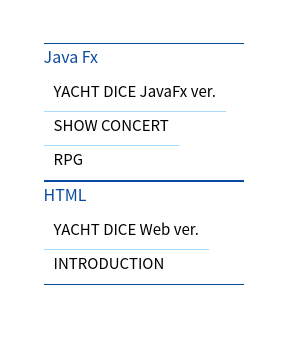 Java Fx
YACHT DICE JavaFx ver.
SHOW CONCERT
RPG
HTML
YACHT DICE Web ver.
INTRODUCTION